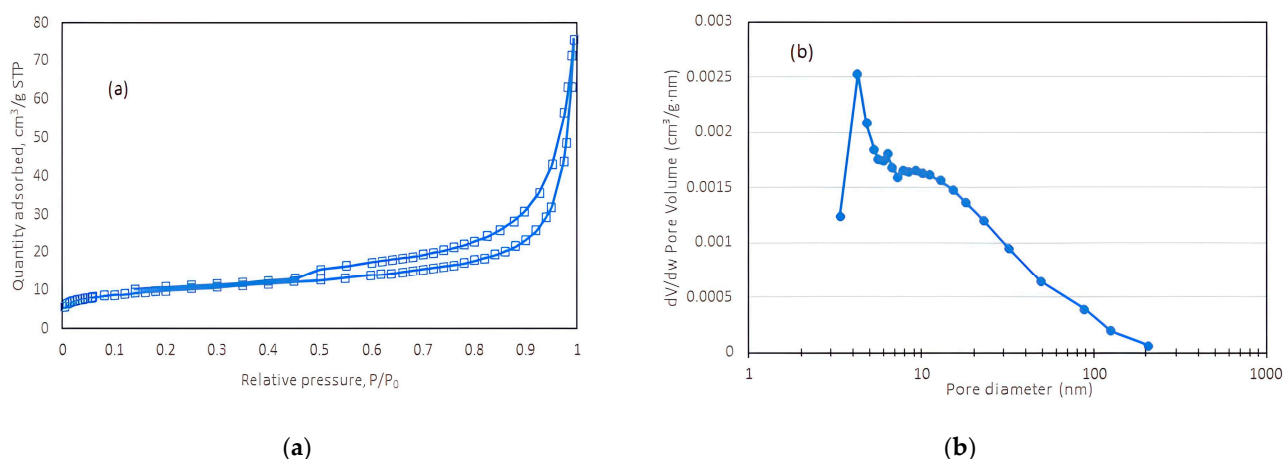 80
70
60
50
40
30
20
10
0
Quantity adsorbed, cm³/g STP
(a)
0 0.1 0.2 0.3 0.4 0.5 0.6 0.7 0.8 0.9 1
Relative pressure, P/P₀
(a)
0.003
0.0025
0.002
0.0015
0.001
0.0005
0
dV/dw Pore Volume (cm³/g·nm)
(b)
1 10 100 1000
Pore diameter (nm)
(b)